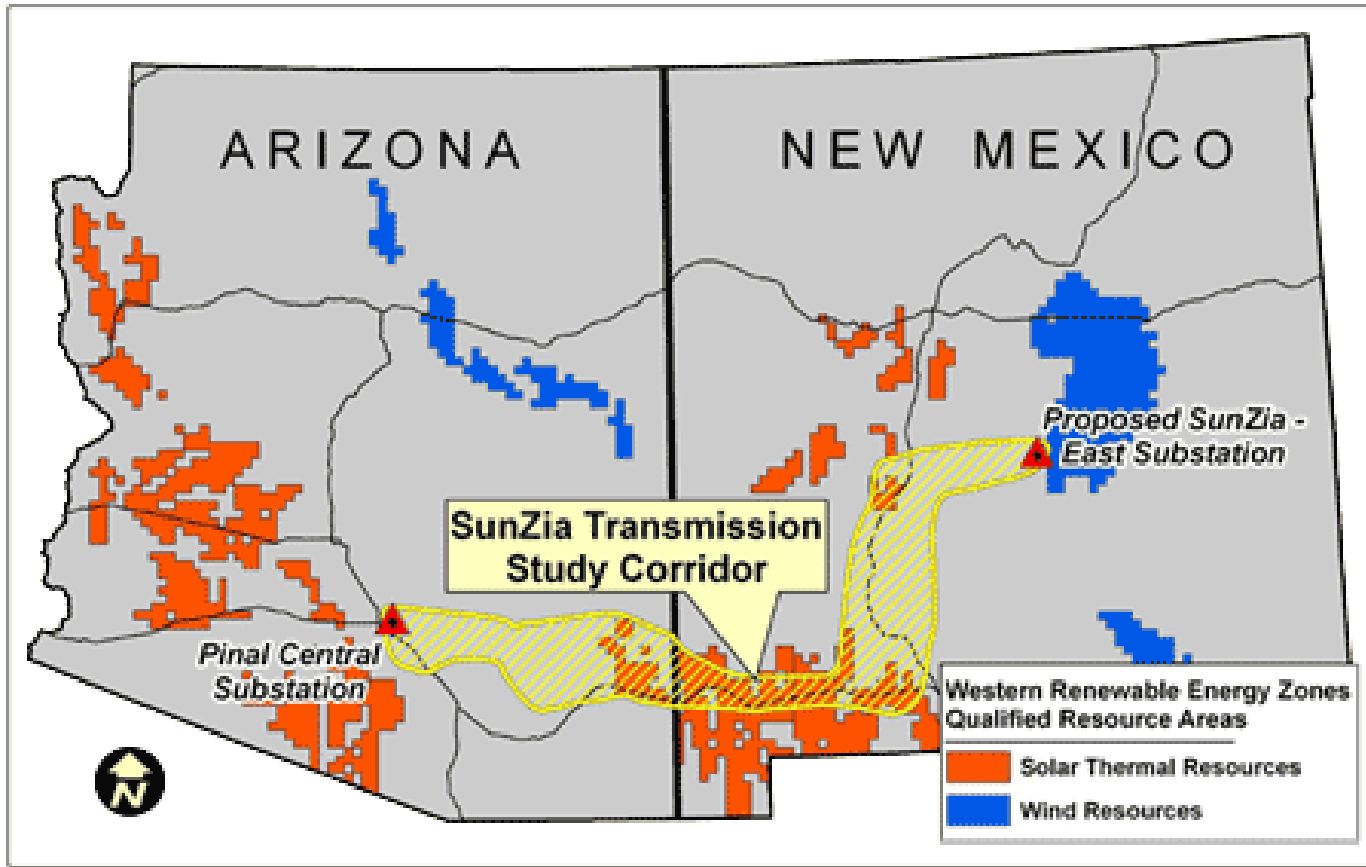 ARIZONA
NEW MEXICO
Proposed SunZia -
East Substation
SunZia Transmission
Study Corridor
Pinal Central
Substation
Western Renewable Energy Zones
Qualified Resource Areas
Solar Thermal Resources
Wind Resources
N